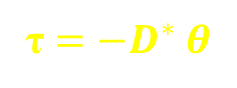 τ = −D* θ